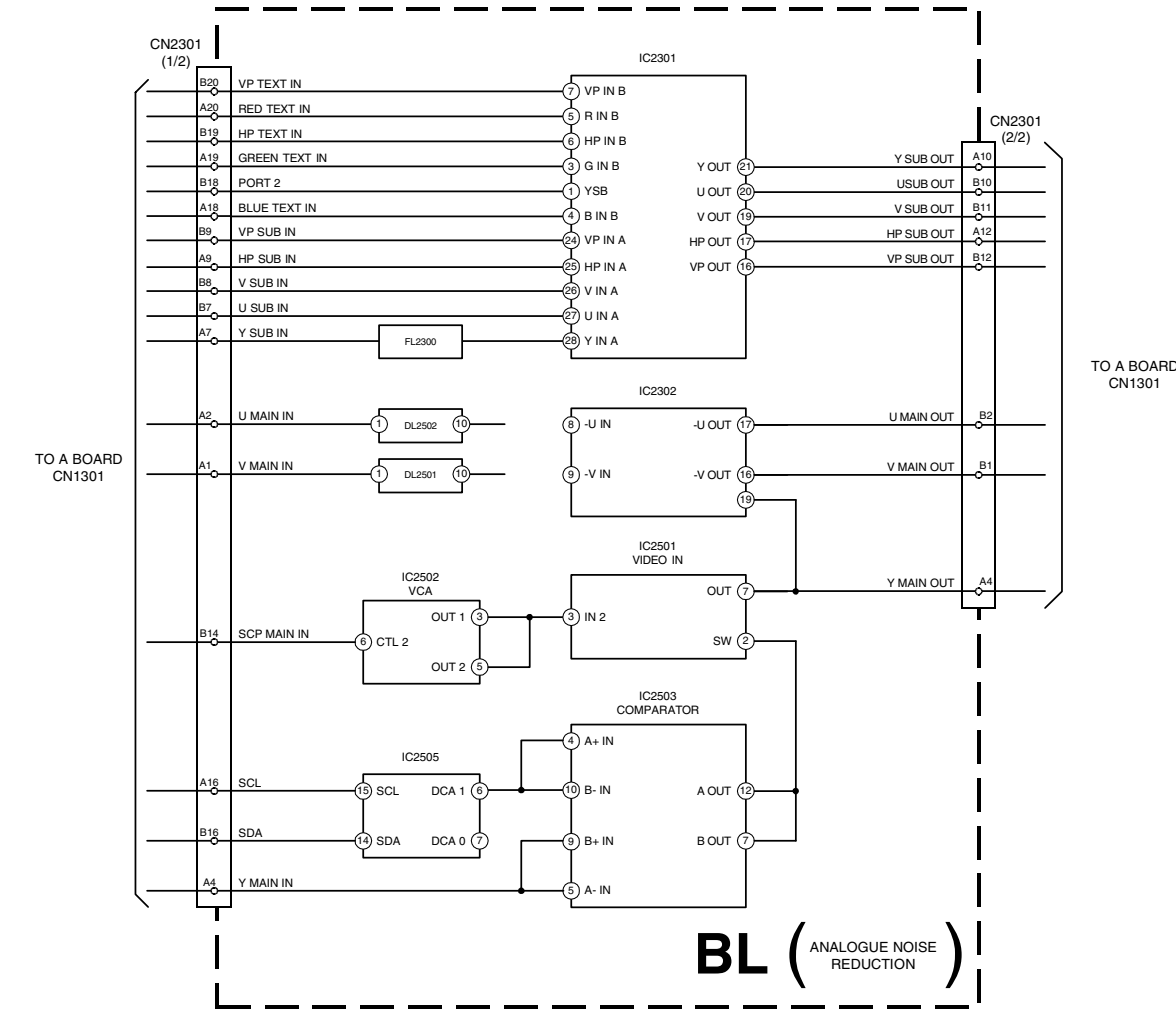 CN2301
(1/2)
IC2301
B20 VP TEXT IN 7 VP IN B
A20 RED TEXT IN 5 R IN B
B19 HP TEXT IN 6 HP IN B
A19 GREEN TEXT IN 3 G IN B
B18 PORT 2 1 YSB
A18 BLUE TEXT IN 4 B IN B
B9 VP SUB IN 24 VP IN A
A9 HP SUB IN 25 HP IN A
B8 V SUB IN 26 V IN A
B7 U SUB IN 27 U IN A
A7 Y SUB IN FL2300 28 Y IN A
CN2301
(2/2)
Y OUT 21 Y SUB OUT A10
U OUT 20 USUB OUT B10
V OUT 19 V SUB OUT B11
HP OUT 17 HP SUB OUT A12
VP OUT 16 VP SUB OUT B12
TO A BOARD
CN1301
IC2302
A2 U MAIN IN 1 DL2502 10 8 -U IN -U OUT 17 U MAIN OUT B2
A1 V MAIN IN 1 DL2501 10 9 -V IN -V OUT 16 V MAIN OUT B1
19
TO A BOARD
CN1301
IC2501
VIDEO IN
OUT 7 Y MAIN OUT A4
3 IN 2
SW 2
IC2502
VCA
OUT 1 3
B14 SCP MAIN IN 6 CTL 2
OUT 2 5
IC2503
COMPARATOR
4 A+ IN
10 B- IN A OUT 12
9 B+ IN B OUT 7
5 A- IN
IC2505
A16 SCL 15 SCL DCA 1 6
B16 SDA 14 SDA DCA 0 7
A4 Y MAIN IN
BL ( ANALOGUE NOISE
REDUCTION )